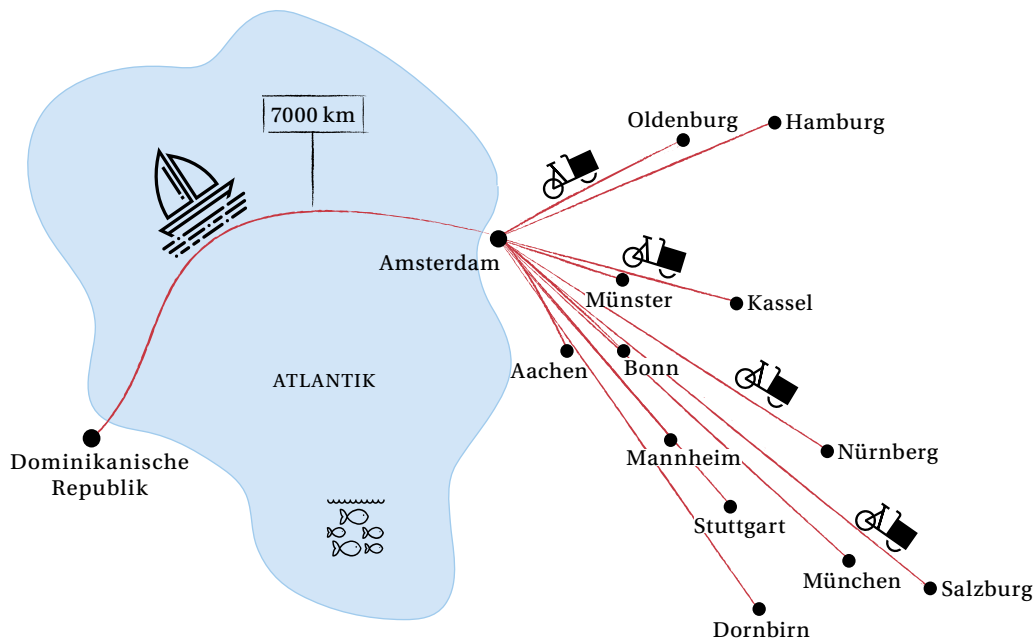 7000 km
Oldenburg
Hamburg
Amsterdam
Münster
Kassel
Aachen
Bonn
ATLANTIK
Dominikanische
Republik
Mannheim
Nürnberg
Stuttgart
München
Salzburg
Dornbirn